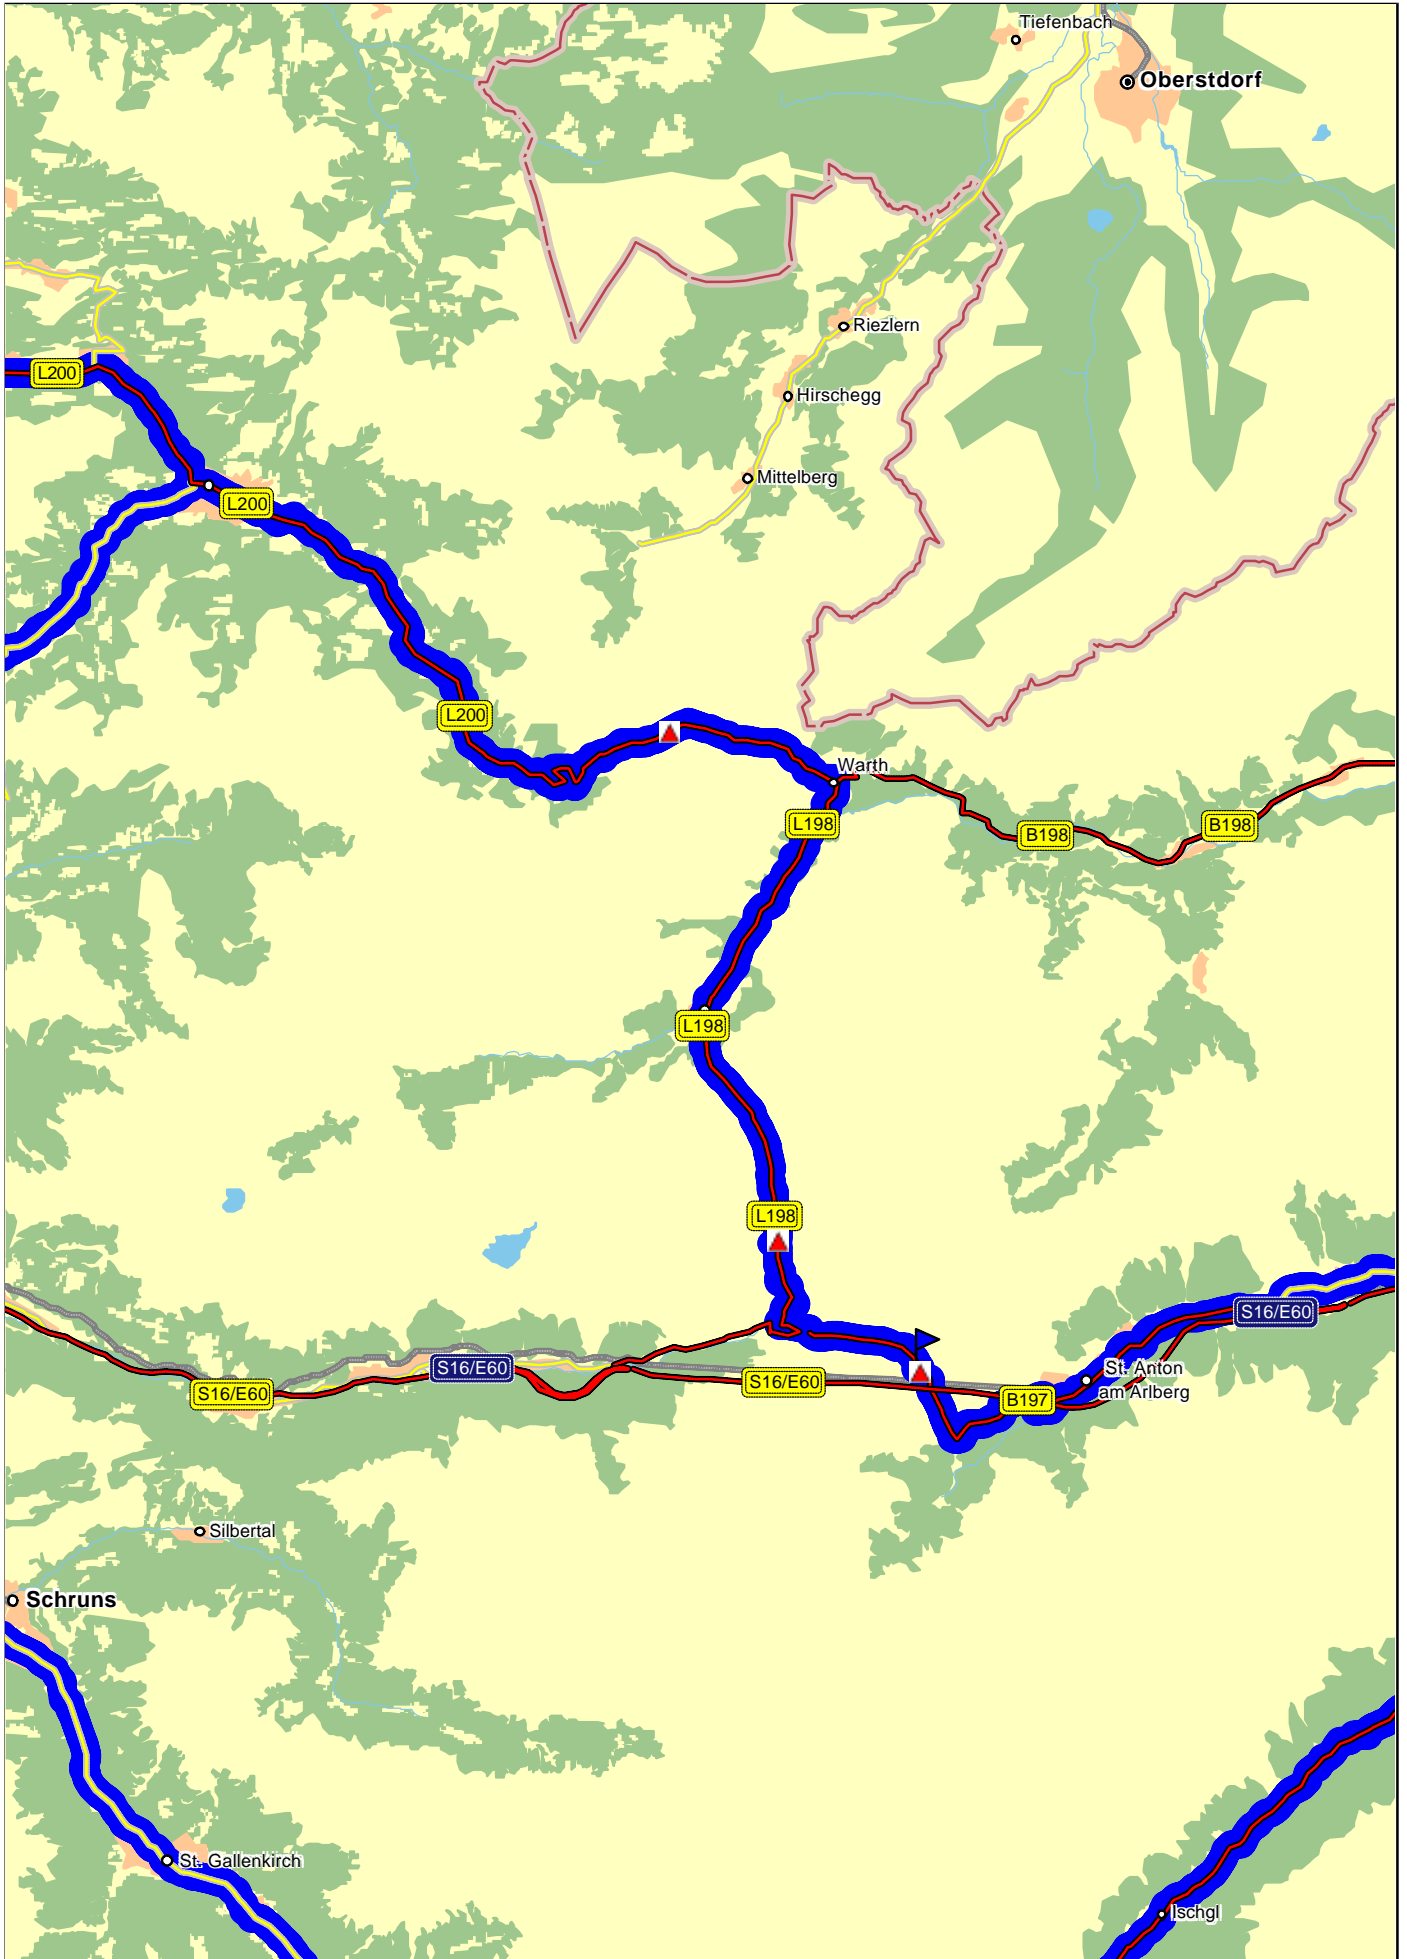 Tiefenbach
Oberstdorf
Riezlern
L200
Hirschegg
Mittelberg
L200
L200
Warth
L198
B198
B198
L198
L198
S16/E60
S16/E60
S16/E60
S16/E60
St. Anton
am Arlberg
B197
Silbertal
Schruns
St. Gallenkirch
Ischgl